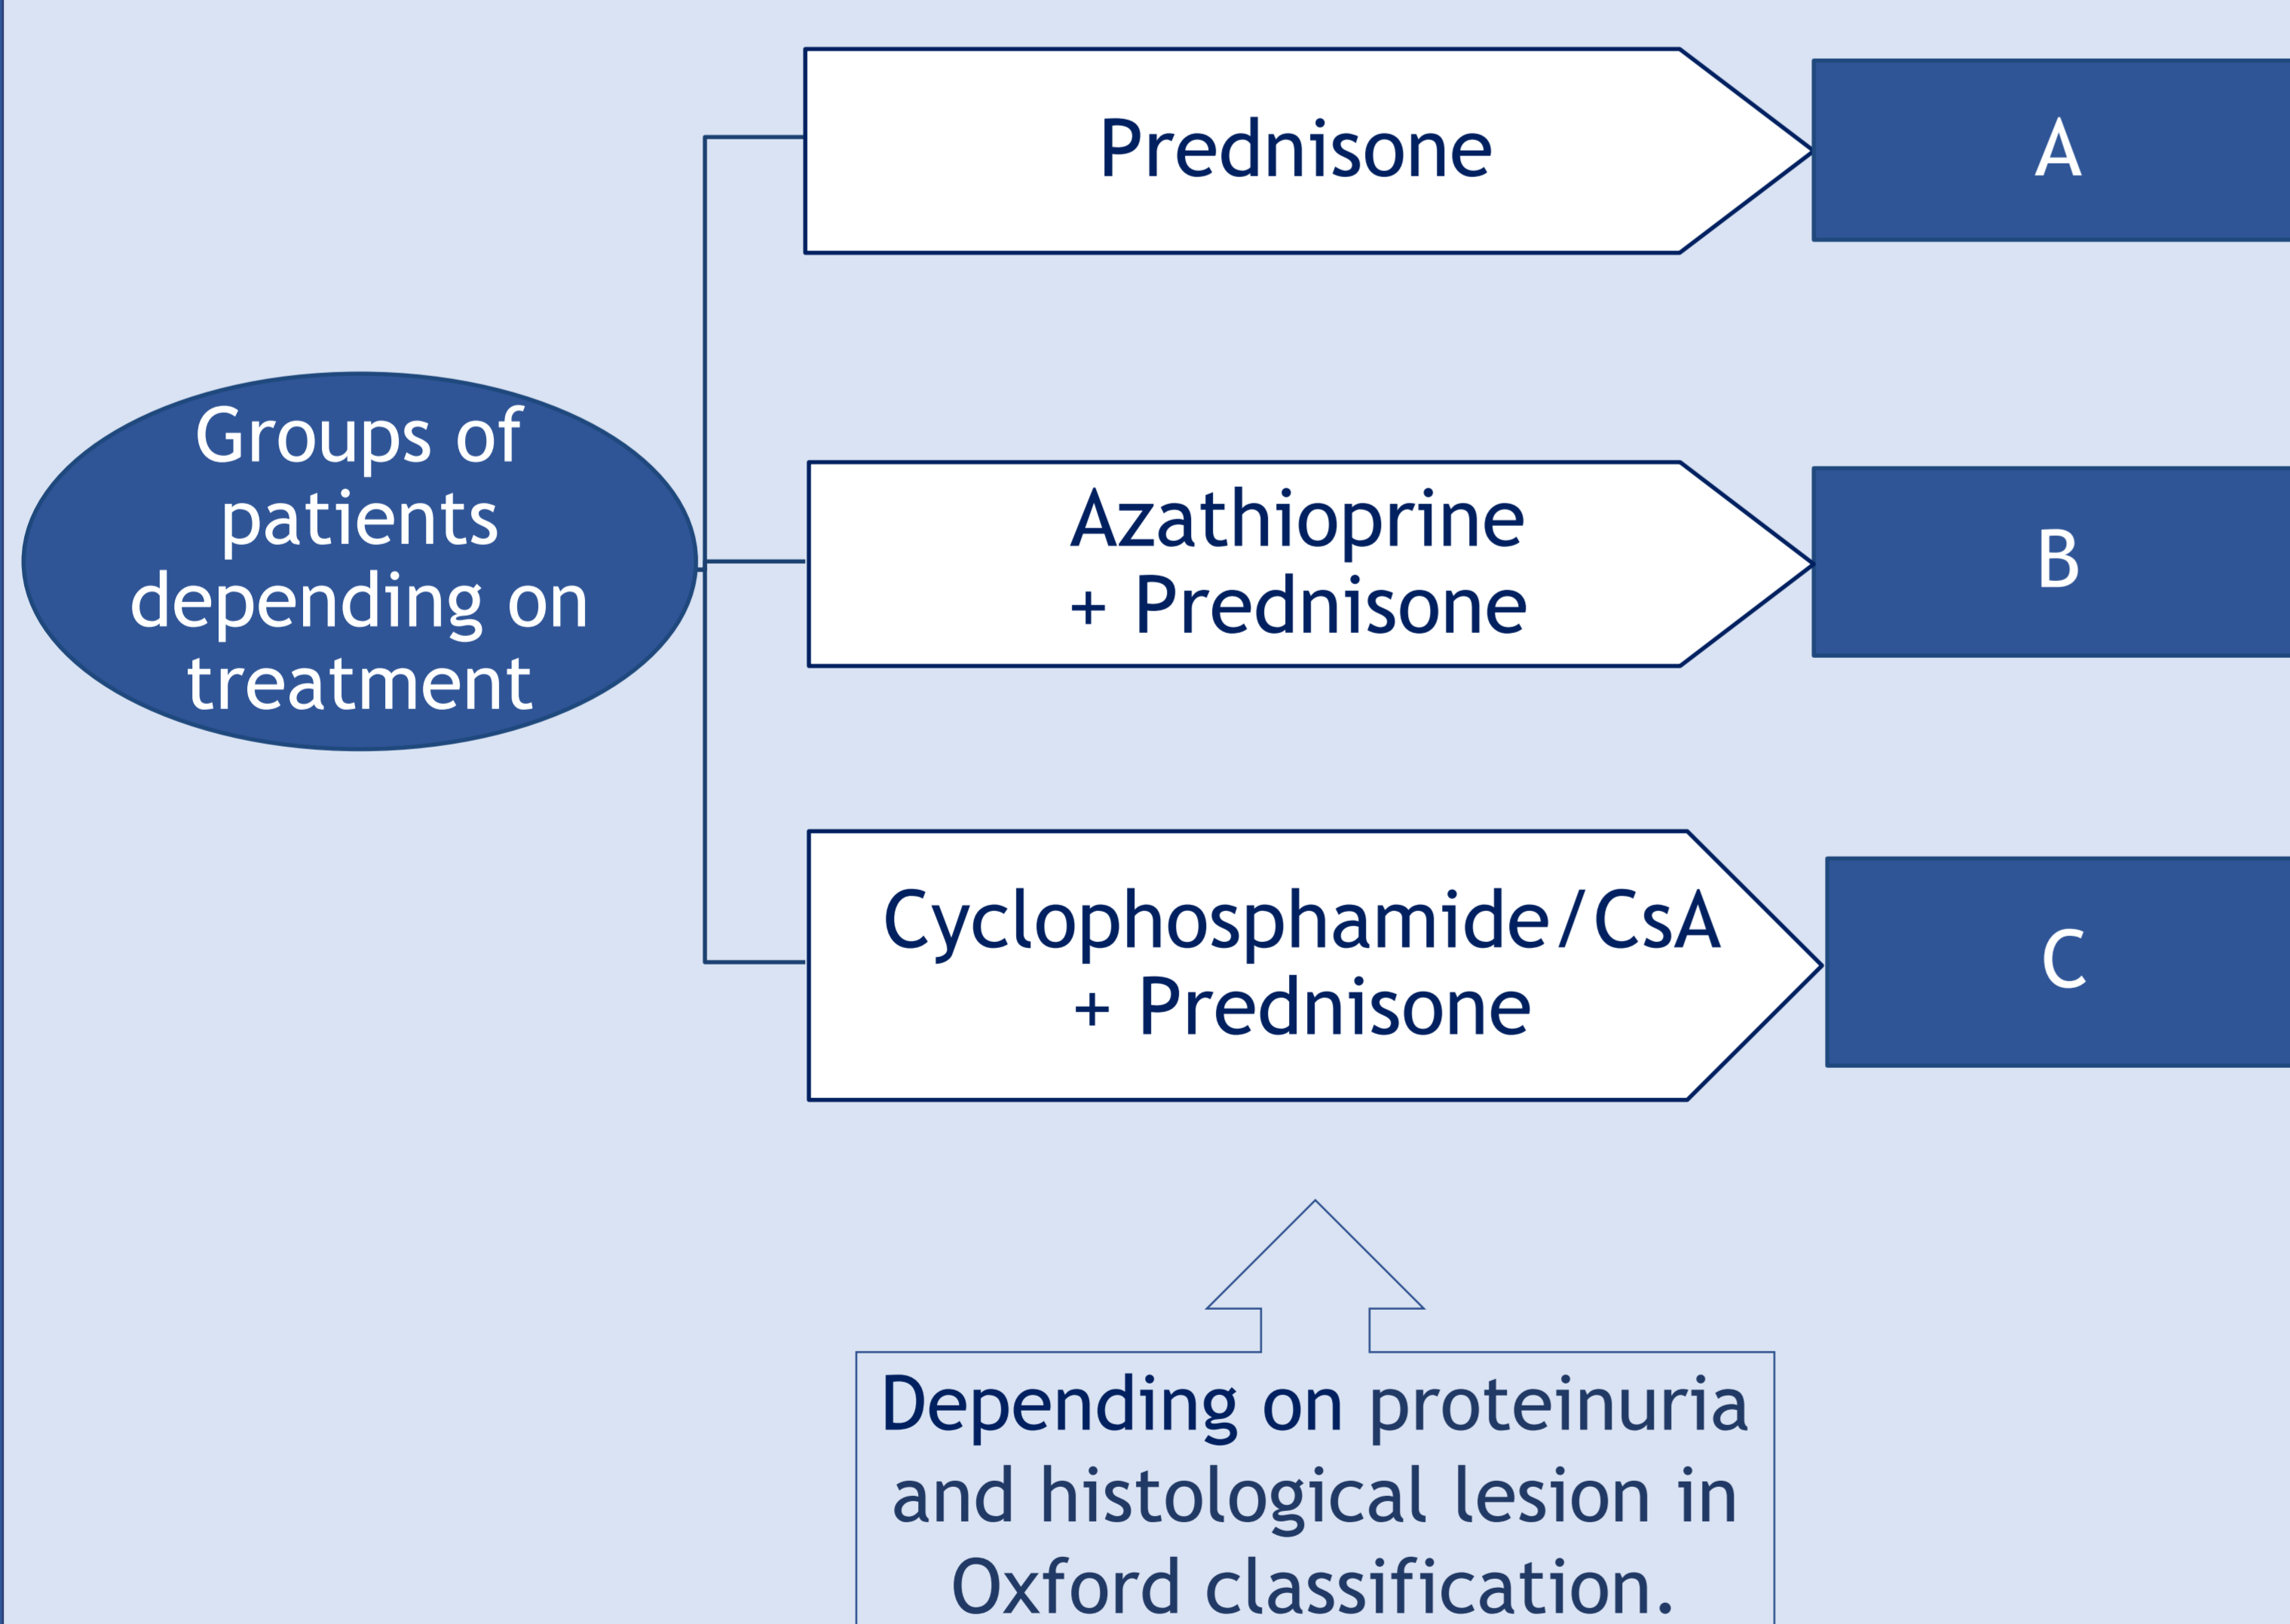 Groups of
patients
depending on
treatment
Prednisone
A
Azathioprine
+ Prednisone
B
Cyclophosphamide/CsA
+ Prednisone
C
Depending on proteinuria
and histological lesion in
Oxford classification.